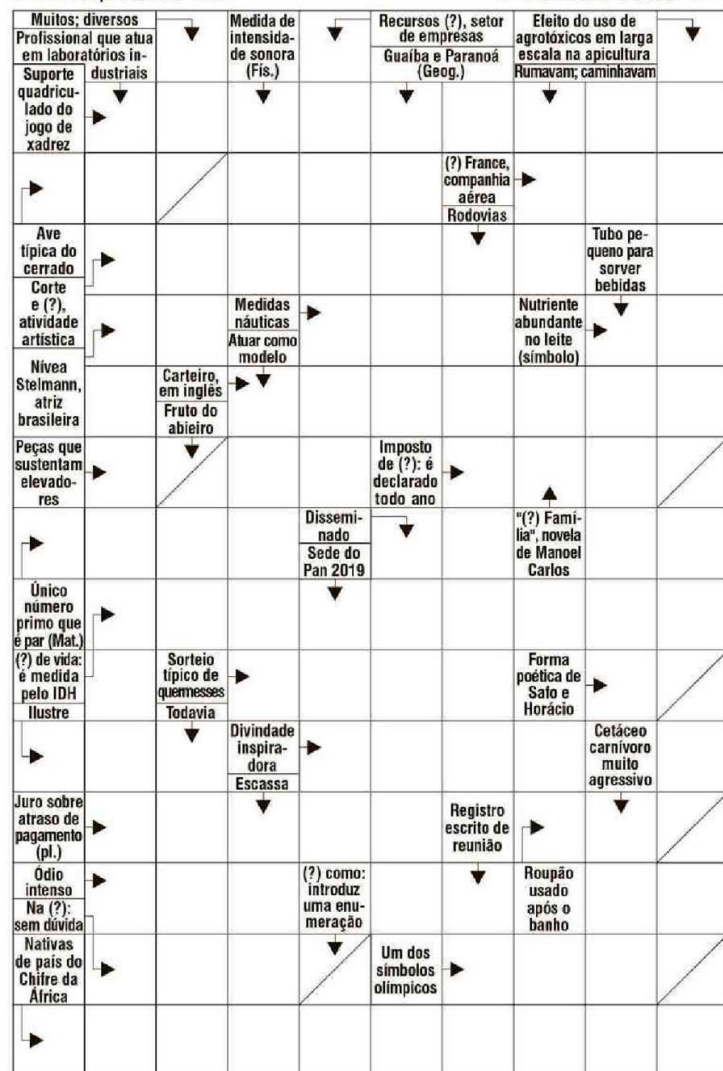 Muitos; diversos
Profissional que atua
em laboratórios in-
dustriais
Medida de
intensida-
de sonora
(Fís.)
Recursos (?), setor
de empresas
Guaíba e Paranoá
(Geog.)
Efeito do uso de
agrotóxicos em larga
escala na apicultura
Rumavam; caminhavam
Suporte
quadricu-
lado do
jogo de
xadrez
(?) France,
companhia
aérea
Rodovias
Ave
típica do
cerrado
Tubo pe-
queno para
sorver
bebidas
Corte
e (?),
atividade
artística
Medidas
náuticas
Atuar como
modelo
Nutriente
abundante
no leite
(símbolo)
Nívea
Stelmann,
atriz
brasileira
Carteiro,
em inglês
Fruto do
abieiro
Peças que
sustentam
elevado-
res
Imposto
de (?): é
declarado
todo ano
Dissemi-
nado
Sede do
Pan 2019
"(?) Famí-
lia", novela
de Manoel
Carlos
Único
número
primo que
é par (Mat.)
(?) de vida:
é medida
pelo IDH
Ilustre
Sorteio
típico de
quermesses
Todavia
Forma
poética de
Safo e
Horácio
Divindade
inspira-
dora
Escassa
Cetáceo
carnívoro
muito
agressivo
Juro sobre
atraso de
pagamento
(pl.)
Registro
escrito de
reunião
Ódio
intenso
Na (?):
sem dúvida
(?) como:
introduz
uma enu-
meração
Roupão
usado
após o
banho
Nativas
de país do
Chifre da
África
Um dos
símbolos
olímpicos